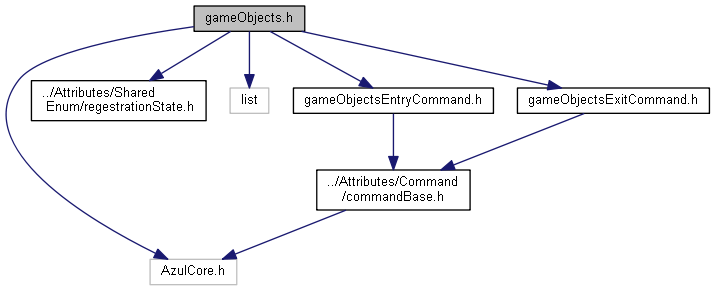 gameObjects.h
../Attributes/Shared
Enum/regestrationState.h
list
gameObjectsEntryCommand.h
gameObjectsExitCommand.h
../Attributes/Command
/commandBase.h
AzulCore.h